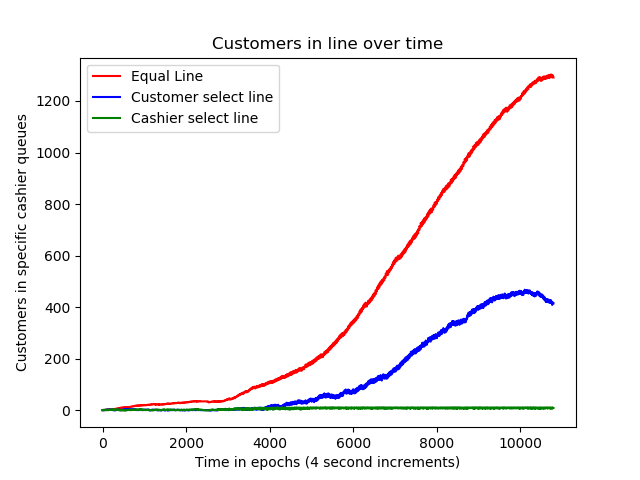 Customers in line over time
Equal Line
Customer select line
Cashier select line
Customers in specific cashier queues
1200
1000
800
600
400
200
0
0 2000 4000 6000 8000 10000
Time in epochs (4 second increments)